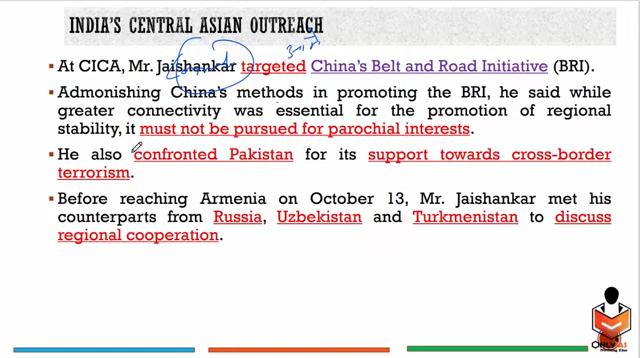 INDIA'S CENTRAL ASIAN OUTREACH
▪ At CICA, Mr. Jaishankar targeted China's Belt and Road Initiative (BRI).
▪ Admonishing China's methods in promoting the BRI, he said while
greater connectivity was essential for the promotion of regional
stability, it must not be pursued for parochial interests.
▪ He also confronted Pakistan for its support towards cross-border
terrorism.
▪ Before reaching Armenia on October 13, Mr. Jaishankar met his
counterparts from Russia, Uzbekistan and Turkmenistan to discuss
regional cooperation.
ONLYIAS